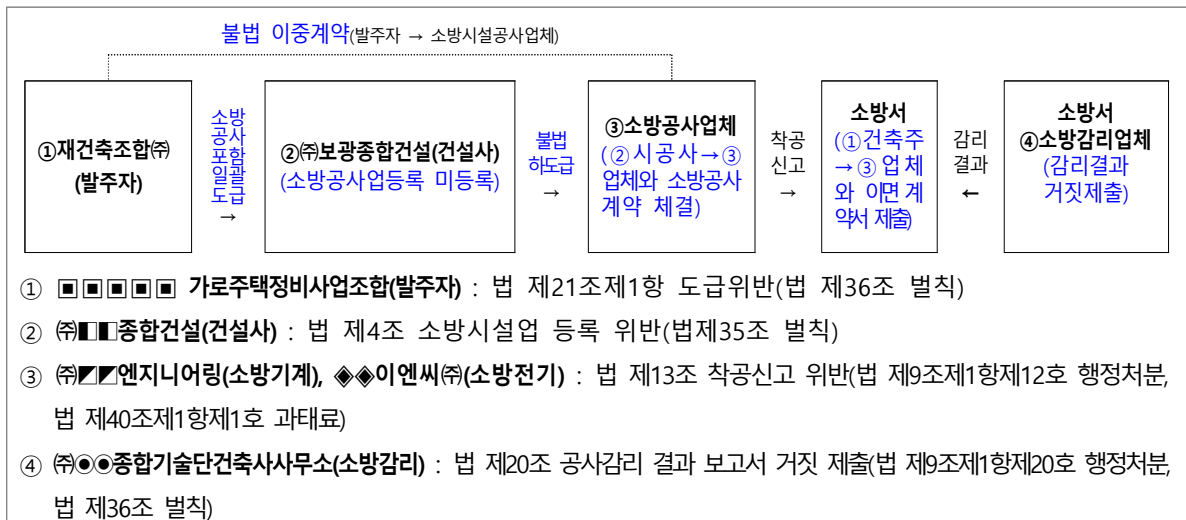 불법 이중계약(발주자 → 소방시설공사업체)
①재건축조합㈜
(발주자)
소방
공사
포함
일괄
도급
→
②㈜보광종합건설(건설사)
(소방공사업등록 미등록)
불법
하도급
→
③소방공사업체
(②시공사→③
업체와 소방공사
계약 체결)
착공
신고
→
소방서
(①건축주
→③업체
와 이면계
약서 제출)
감리
결과
←
소방서
④소방감리업체
(감리결과
거짓제출)
① ▣▣▣▣▣ 가로주택정비사업조합(발주자) : 법 제21조제1항 도급위반(법 제36조 벌칙)
② ㈜◧◧종합건설(건설사) : 법 제4조 소방시설업 등록 위반(법제35조 벌칙)
③ ㈜◤◤엔지니어링(소방기계), ◈◈이엔씨㈜(소방전기) : 법 제13조 착공신고 위반(법 제9조제1항제12호 행정처분,
법 제40조제1항제1호 과태료)
④ ㈜◉◉종합기술단건축사사무소(소방감리) : 법 제20조 공사감리 결과 보고서 거짓 제출(법 제9조제1항제20호 행정처분,
법 제36조 벌칙)